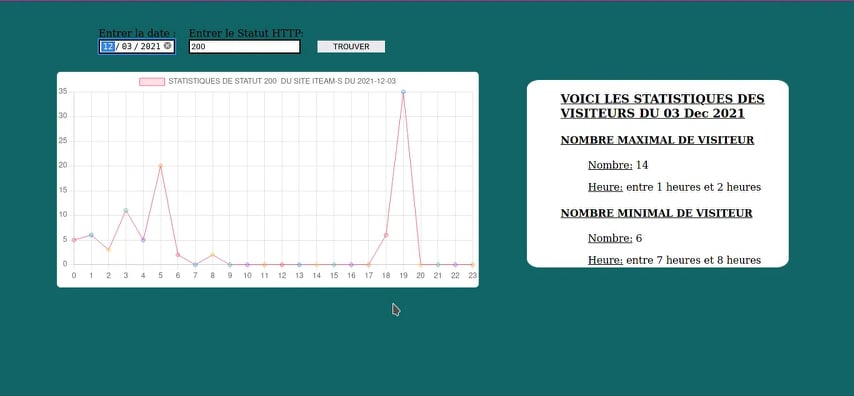 Entrer la date :
Entrer le Statut HTTP:
12/03/2021
200
TROUVER
STATISTIQUES DE STATUT 200 DU SITE ITEAM-S DU 2021-12-03
35
30
25
20
15
10
5
0
0 1 2 3 4 5 6 7 8 9 10 11 12 13 14 15 16 17 18 19 20 21 22 23
VOICI LES STATISTIQUES DES
VISITEURS DU 03 Dec 2021
NOMBRE MAXIMAL DE VISITEUR
Nombre: 14
Heure: entre 1 heures et 2 heures
NOMBRE MINIMAL DE VISITEUR
Nombre: 6
Heure: entre 7 heures et 8 heures